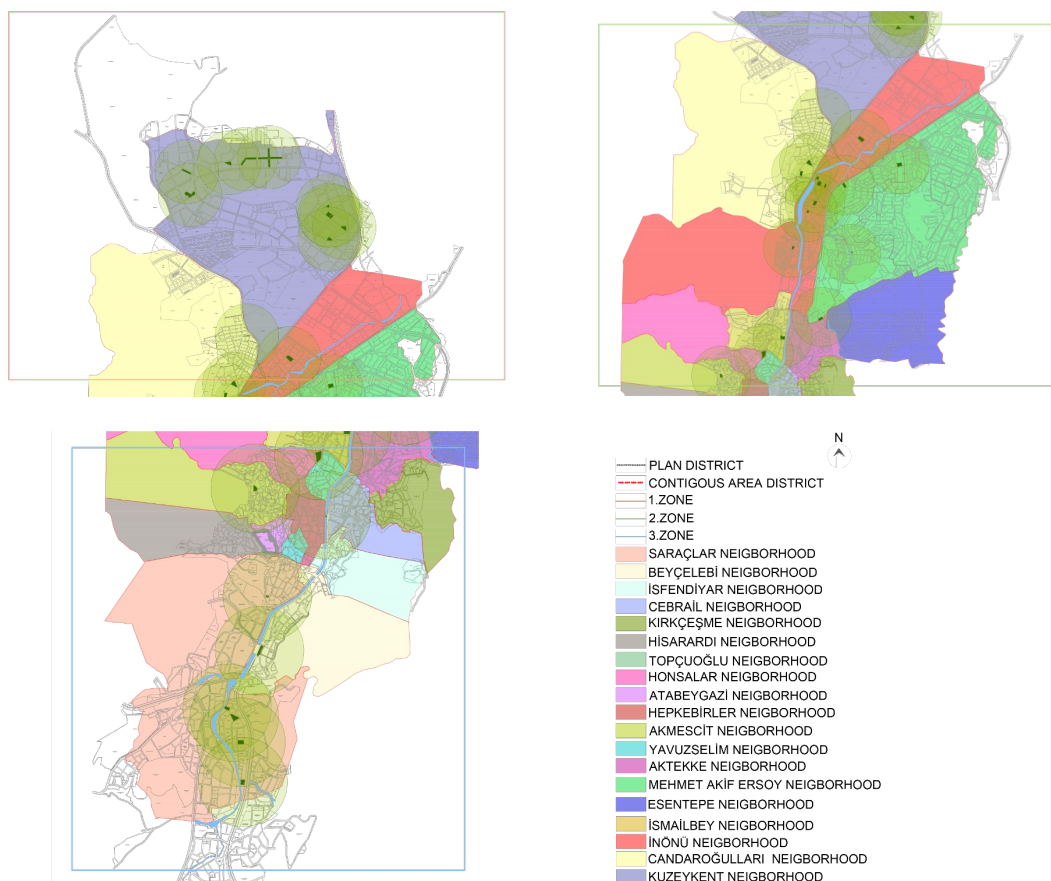 N
PLAN DISTRICT
CONTIGOUS AREA DISTRICT
1.ZONE
2.ZONE
3.ZONE
SARAÇLAR NEIGBORHOOD
BEYÇELEBİ NEIGBORHOOD
İSFENDİYAR NEIGBORHOOD
CEBRAİL NEIGBORHOOD
KIRKÇEŞME NEIGBORHOOD
HİSARARDI NEIGBORHOOD
TOPÇUOĞLU NEIGBORHOOD
HONSALAR NEIGBORHOOD
ATABEYGAZİ NEIGBORHOOD
HEPKEBİRLER NEIGBORHOOD
AKMESCİT NEIGBORHOOD
YAVUZSELİM NEIGBORHOOD
AKTEKKE NEIGBORHOOD
MEHMET AKİF ERSOY NEIGBORHOOD
ESENTEPE NEIGBORHOOD
İSMAİLBEY NEIGBORHOOD
İNÖNÜ NEIGBORHOOD
CANDAROĞULLARI NEIGBORHOOD
KUZEYKENT NEIGBORHOOD